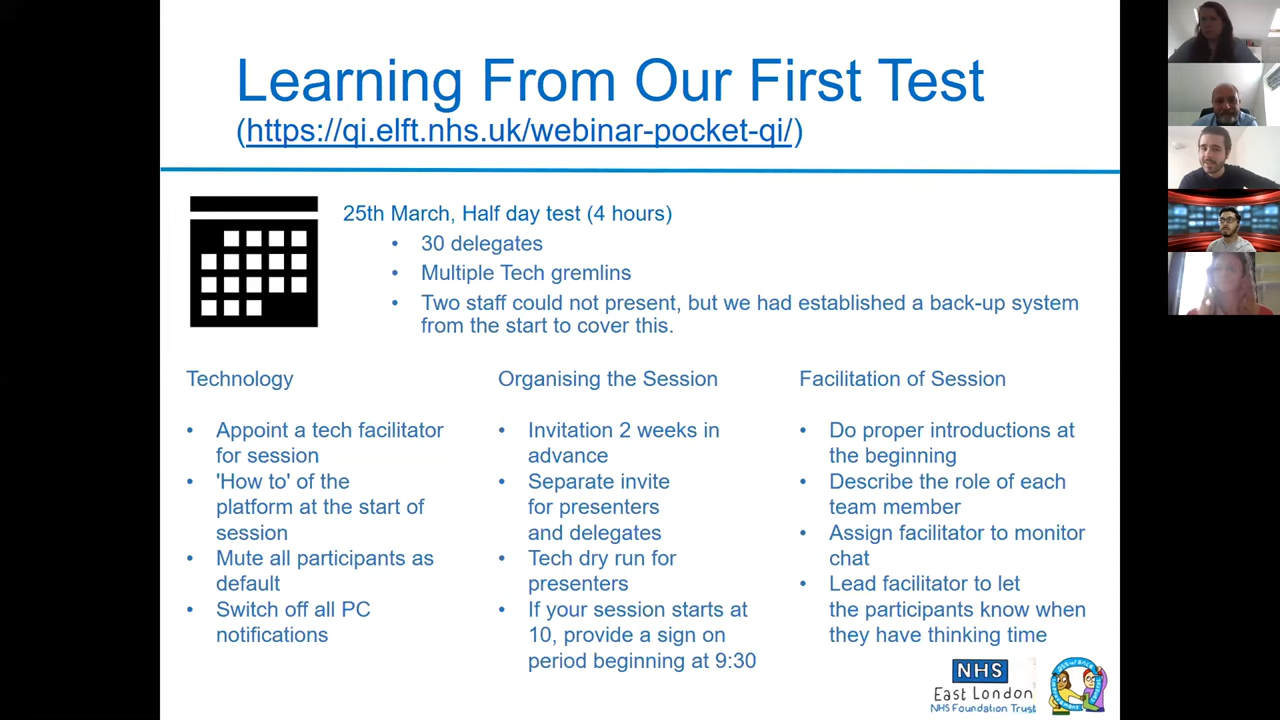 Learning From Our First Test
(https://qi.elft.nhs.uk/webinar-pocket-qi/)
25th March, Half day test (4 hours)
• 30 delegates
• Multiple Tech gremlins
• Two staff could not present, but we had established a back-up system
from the start to cover this.
Technology
• Appoint a tech facilitator
for session
• 'How to' of the
platform at the start of
session
• Mute all participants as
default
• Switch off all PC
notifications
Organising the Session
• Invitation 2 weeks in
advance
• Separate invite
for presenters
and delegates
• Tech dry run for
presenters
• If your session starts at
10, provide a sign on
period beginning at 9:30
Facilitation of Session
• Do proper introductions at
the beginning
• Describe the role of each
team member
• Assign facilitator to monitor
chat
• Lead facilitator to let
the participants know when
they have thinking time
NHS
East London
NHS Foundation Trust